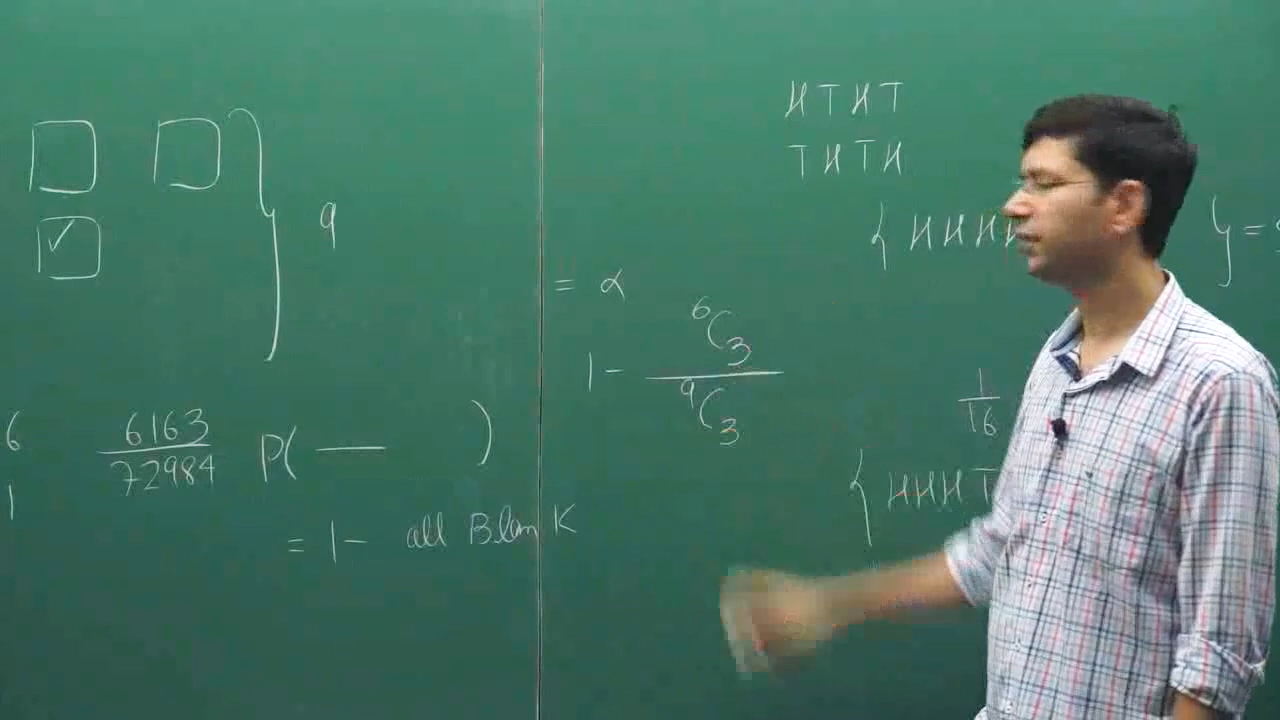 ✓
9
6
1
6163
72984
P( — )
= 1 - all Blank
= α
1 - ⁶C₃
⁹C₃
HTHT
THTH
{ HHHH
y =
1
16
{ HHHT